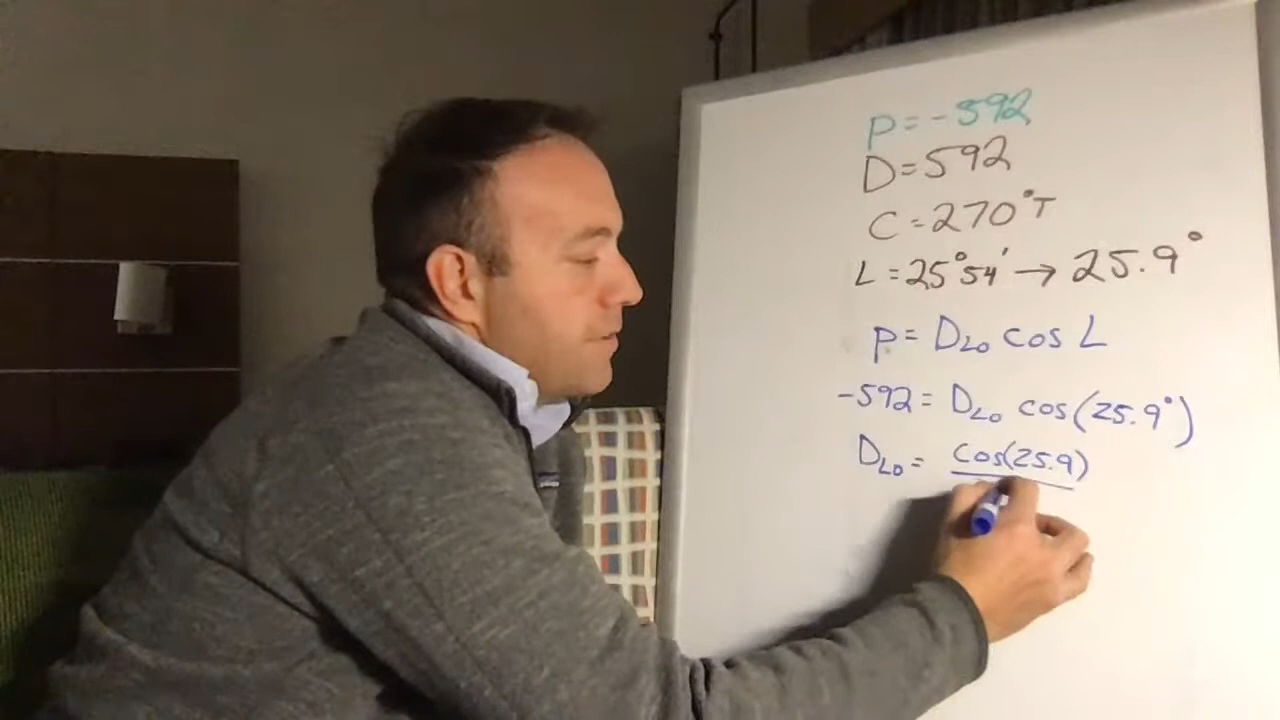 p=-592
D=592
C=270°T
L=25°54' → 25.9°
p=DLo cos L
-592=DLo cos(25.9°)
DLo= cos(25.9)